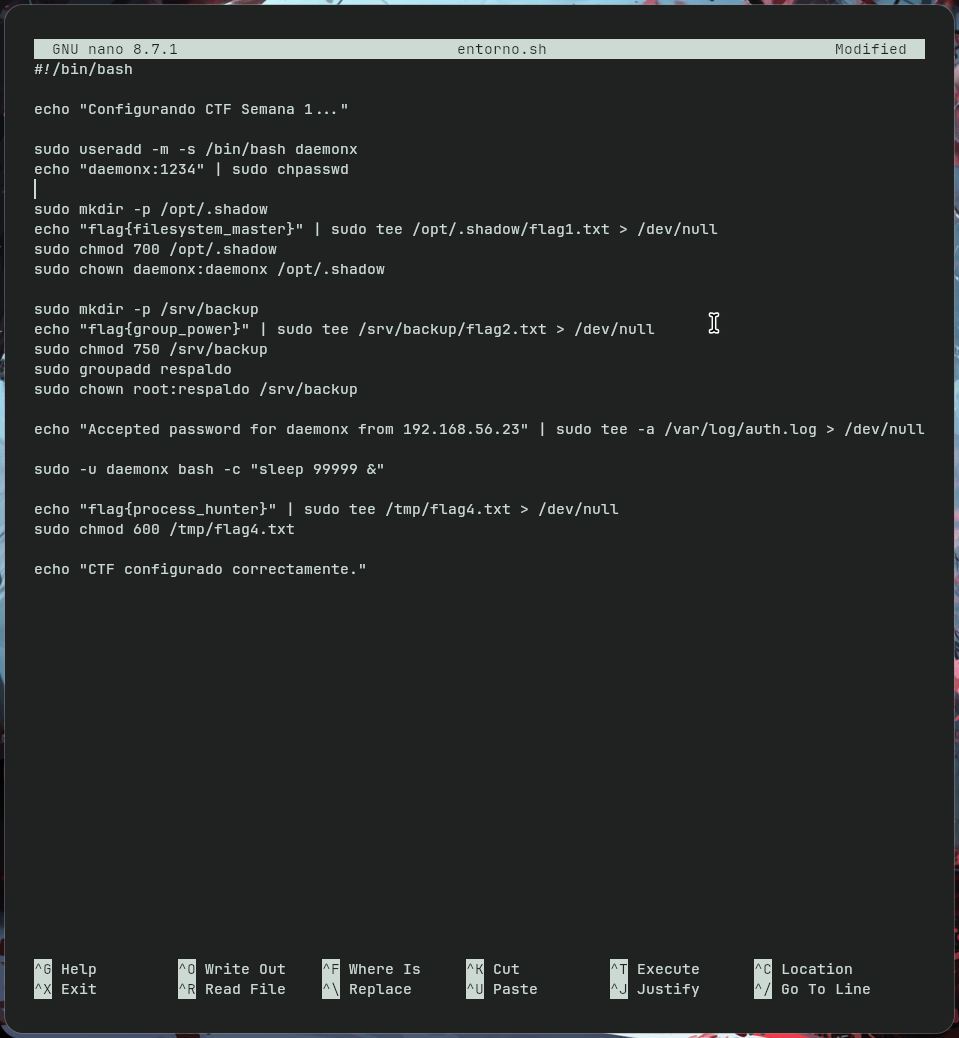 GNU nano 8.7.1 entorno.sh Modified
#!/bin/bash
echo "Configurando CTF Semana 1..."
sudo useradd -m -s /bin/bash daemonx
echo "daemonx:1234" | sudo chpasswd
sudo mkdir -p /opt/.shadow
echo "flag{filesystem_master}" | sudo tee /opt/.shadow/flag1.txt > /dev/null
sudo chmod 700 /opt/.shadow
sudo chown daemonx:daemonx /opt/.shadow
sudo mkdir -p /srv/backup
echo "flag{group_power}" | sudo tee /srv/backup/flag2.txt > /dev/null
sudo chmod 750 /srv/backup
sudo groupadd respaldo
sudo chown root:respaldo /srv/backup
echo "Accepted password for daemonx from 192.168.56.23" | sudo tee -a /var/log/auth.log > /dev/null
sudo -u daemonx bash -c "sleep 99999 &"
echo "flag{process_hunter}" | sudo tee /tmp/flag4.txt > /dev/null
sudo chmod 600 /tmp/flag4.txt
echo "CTF configurado correctamente."
^G Help ^O Write Out ^F Where Is ^K Cut ^T Execute ^C Location
^X Exit ^R Read File ^\ Replace ^U Paste ^J Justify ^/ Go To Line